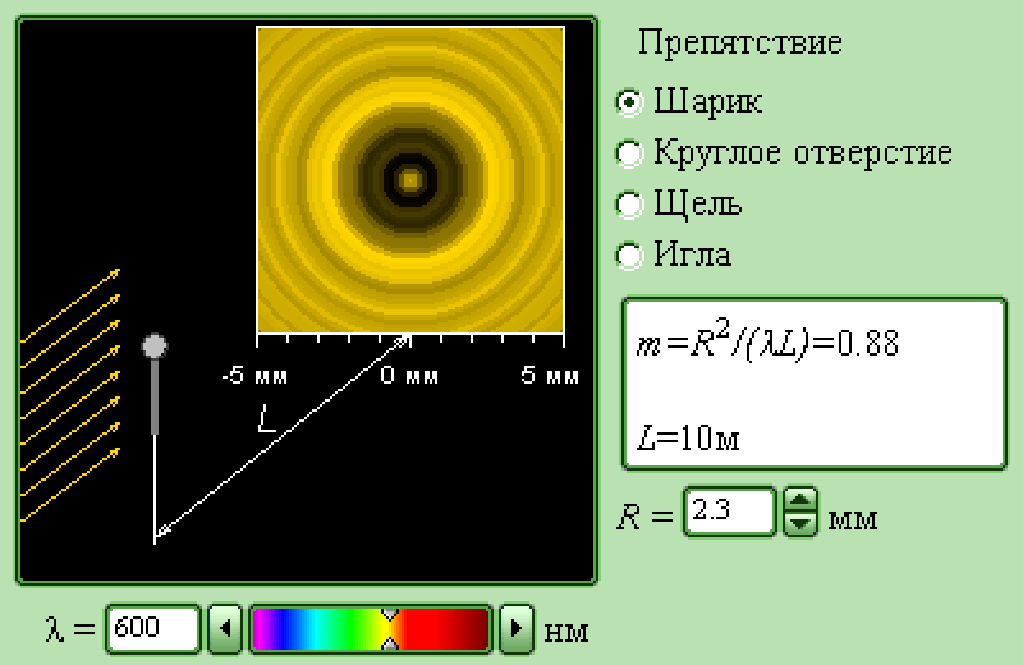 Препятствие
Шарик
Круглое отверстие
Щель
Игла
-5 мм 0 мм 5 мм
L
m=R²/(λL)=0.88
L=10м
R = 2.3 мм
λ = 600 нм